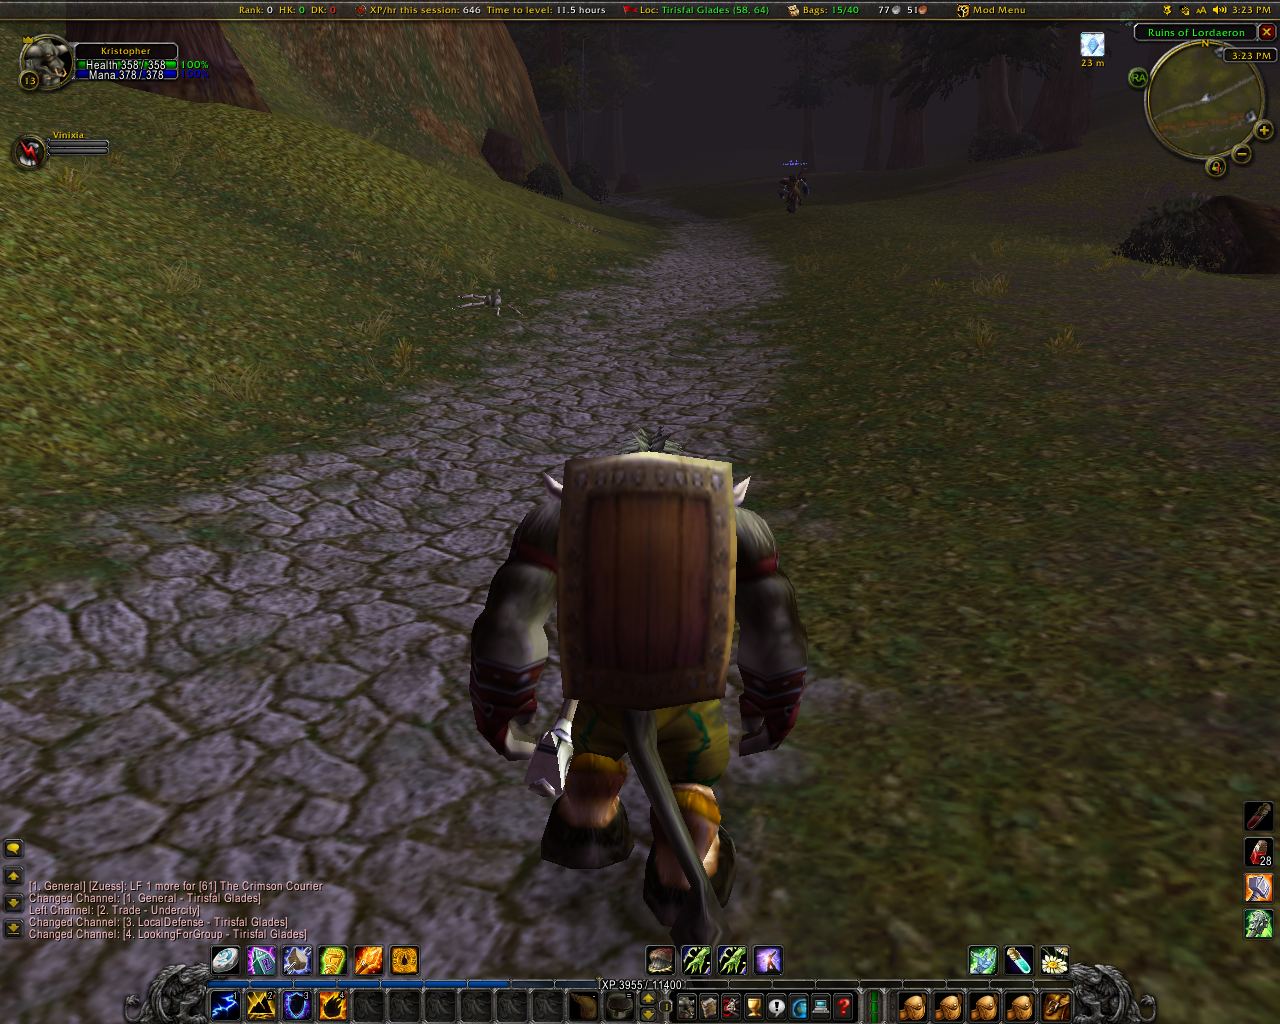 Rank: 0 HK: 0 DK: 0 XP/hr this session: 646 Time to level: 11.5 hours Loc: Tirisfal Glades (58, 64) Bags: 15/40 77 51 Mod Menu AA 3:23 PM
Ruins of Lordaeron
Kristopher
Health 358 / 358 100%
Mana 378 / 378 100%
13
N
3:23 PM
23 m
RA
Vinixia
28
[1. General] [Zuess]: LF 1 more for [61] The Crimson Courier
Changed Channel: [1. General - Tirisfal Glades]
Left Channel: [2. Trade - Undercity]
Changed Channel: [3. LocalDefense - Tirisfal Glades]
Changed Channel: [4. LookingForGroup - Tirisfal Glades]
XP 3955 / 11400
2 3 4 - =